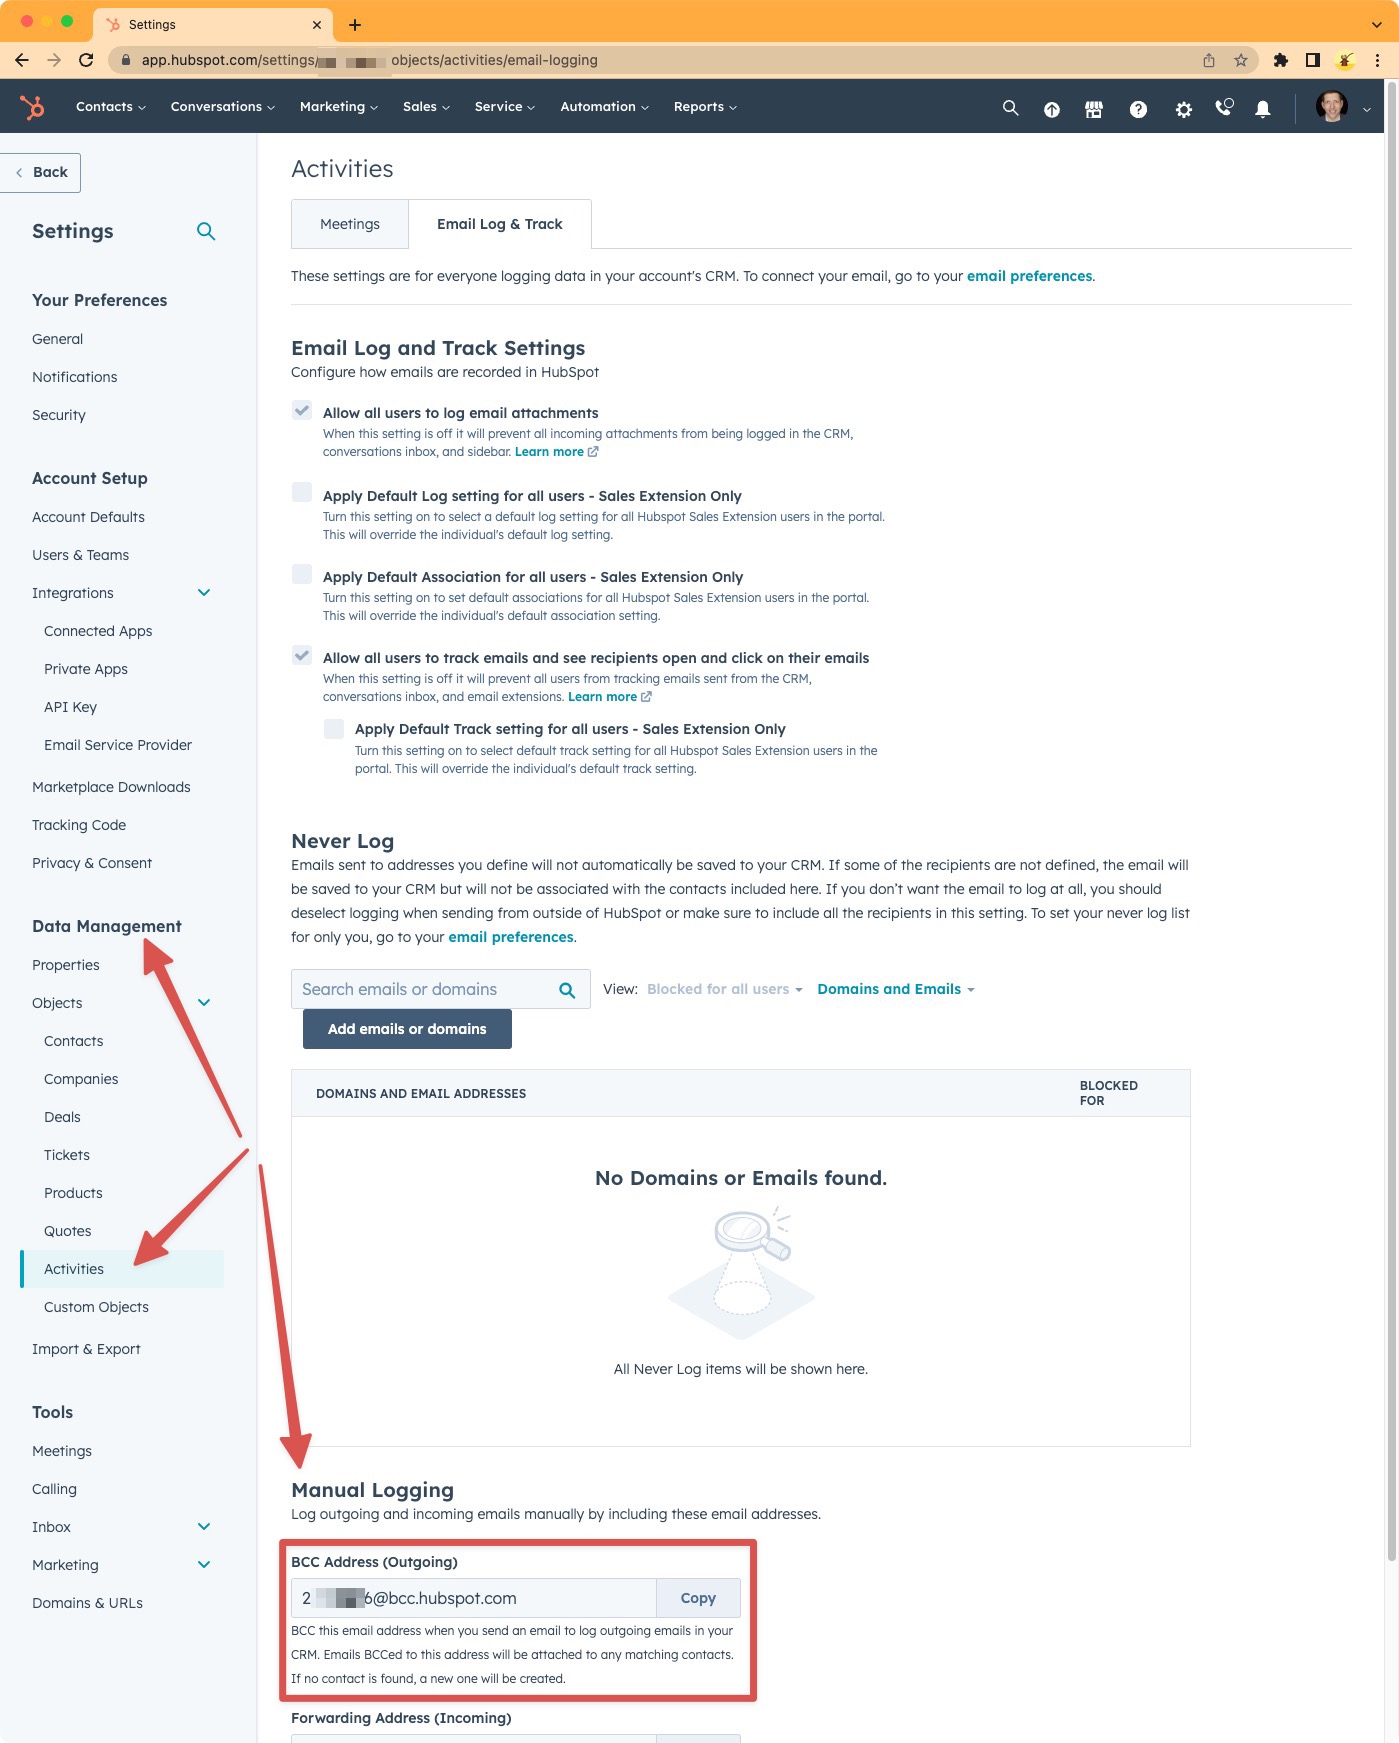 Settings
app.hubspot.com/settings/ objects/activities/email-logging
Contacts Conversations Marketing Sales Service Automation Reports
Back
Settings
Your Preferences
General
Notifications
Security
Account Setup
Account Defaults
Users & Teams
Integrations
Connected Apps
Private Apps
API Key
Email Service Provider
Marketplace Downloads
Tracking Code
Privacy & Consent
Data Management
Properties
Objects
Contacts
Companies
Deals
Tickets
Products
Quotes
Activities
Custom Objects
Import & Export
Tools
Meetings
Calling
Inbox
Marketing
Domains & URLs
Activities
Meetings Email Log & Track
These settings are for everyone logging data in your account's CRM. To connect your email, go to your email preferences.
Email Log and Track Settings
Configure how emails are recorded in HubSpot
Allow all users to log email attachments
When this setting is off it will prevent all incoming attachments from being logged in the CRM,
conversations inbox, and sidebar. Learn more
Apply Default Log setting for all users - Sales Extension Only
Turn this setting on to select a default log setting for all Hubspot Sales Extension users in the portal.
This will override the individual's default log setting.
Apply Default Association for all users - Sales Extension Only
Turn this setting on to set default associations for all Hubspot Sales Extension users in the portal.
This will override the individual's default association setting.
Allow all users to track emails and see recipients open and click on their emails
When this setting is off it will prevent all users from tracking emails sent from the CRM,
conversations inbox, and email extensions. Learn more
Apply Default Track setting for all users - Sales Extension Only
Turn this setting on to select default track setting for all Hubspot Sales Extension users in the
portal. This will override the individual's default track setting.
Never Log
Emails sent to addresses you define will not automatically be saved to your CRM. If some of the recipients are not defined, the email will
be saved to your CRM but will not be associated with the contacts included here. If you don't want the email to log at all, you should
deselect logging when sending from outside of HubSpot or make sure to include all the recipients in this setting. To set your never log list
for only you, go to your email preferences.
Search emails or domains View: Blocked for all users Domains and Emails
Add emails or domains
DOMAINS AND EMAIL ADDRESSES BLOCKED
FOR
No Domains or Emails found.
All Never Log items will be shown here.
Manual Logging
Log outgoing and incoming emails manually by including these email addresses.
BCC Address (Outgoing)
2 6@bcc.hubspot.com Copy
BCC this email address when you send an email to log outgoing emails in your
CRM. Emails BCCed to this address will be attached to any matching contacts.
If no contact is found, a new one will be created.
Forwarding Address (Incoming)